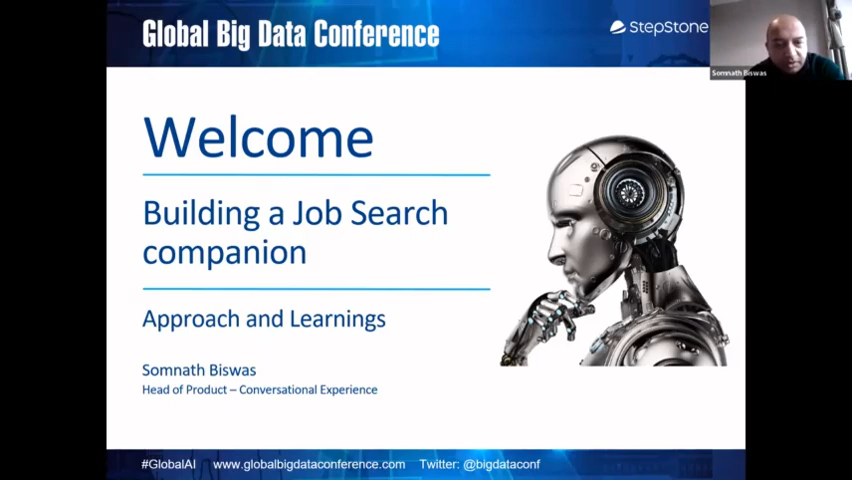 Global Big Data Conference
StepStone
Somnath Biswas
Welcome
Building a Job Search
companion
Approach and Learnings
Somnath Biswas
Head of Product – Conversational Experience
#GlobalAI www.globalbigdataconference.com Twitter: @bigdataconf